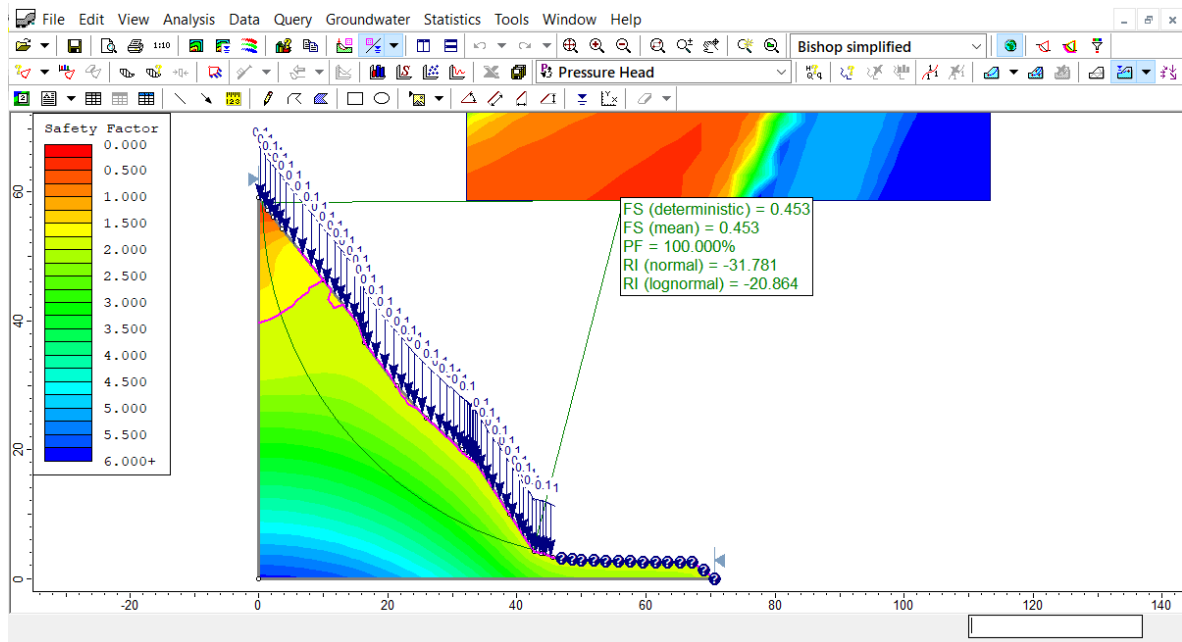 File Edit View Analysis Data Query Groundwater Statistics Tools Window Help
1:10
Bishop simplified
Pressure Head
Safety Factor
0.000
0.500
1.000
1.500
2.000
2.500
3.000
3.500
4.000
4.500
5.000
5.500
6.000+
FS (deterministic) = 0.453
FS (mean) = 0.453
PF = 100.000%
RI (normal) = -31.781
RI (lognormal) = -20.864
60
40
20
0
-20 0 20 40 60 80 100 120 140